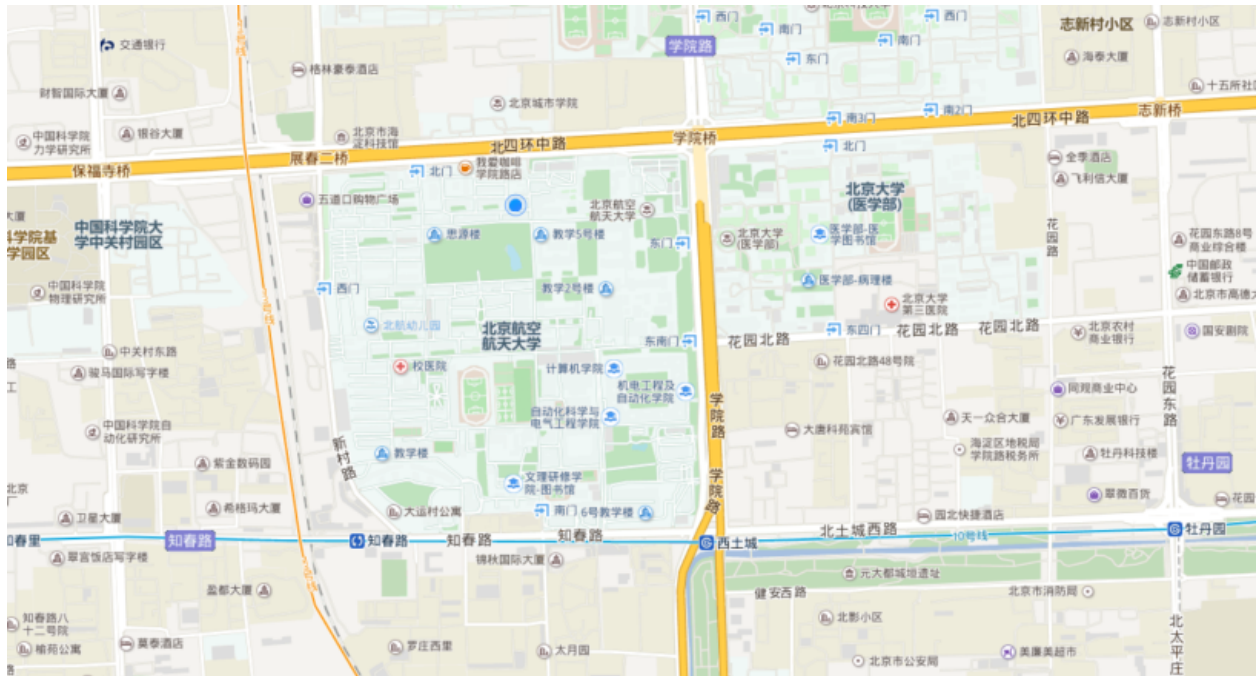 西门
西门
志新村小区
志新村小区
交通银行
学院路
南门
南门
东门
海泰大厦
格林豪泰酒店
财智国际大厦
十五所社区
北京城市学院
南2门
志新桥
中国科学院
力学研究所
银谷大厦
北京市海
淀科技馆
南3门
北四环中路
北四环中路
学院桥
北门
展春二桥
保福寺桥
北门
我爱咖啡
学院路店
金季酒店
飞利信大厦
北京大学
(医学部)
五道口购物广场
北京航空
航天大学
中国科学院大
学中关村园区
大厦
科学院基
学园区
思源楼
教学5号楼
东门
北京大学
(医学部)
医学部-医
学图书馆
花园路
花园东路8号
商业综合楼
中国邮政
储蓄银行
中国科学院
物理研究所
西门
教学2号楼
医学部-病理楼
北京市高德大
北京大学
第三医院
北航幼儿园
北京航空
航天大学
东南门
花园北路
东四门
花园北路
花园北路
北京农村
商业银行
国安剧院
中关村东路
骏马国际写字楼
校医院
计算机学院
花园北路48号院
机电工程及
自动化学院
同观商业中心
花园东路
工
学院路
中国科学院自
动化研究所
自动化科学与
电气工程学院
大唐科苑宾馆
天一众合大厦
广东发展银行
海淀区地税局
学院路税务所
新村路
教学楼
紫金数码园
牡丹科技楼
牡丹园
北京
厂
文理研修学
院-图书馆
学院路
翠微百货
花园
希格玛大厦
大运村公寓
南门
6号教学楼
卫星大厦
园北快捷酒店
知春里
知春路
知春路
知春路
知春路
西土城
北土城西路
10号线
牡丹园
翠宫饭店写字楼
锦秋国际大厦
元大都城垣遗址
盈都大厦
健安西路
北京市消防局
知春路八
十二号院
北影小区
北太平庄
榆苑公寓
莫泰酒店
罗庄西里
太月园
北京市公安局
美廉美超市